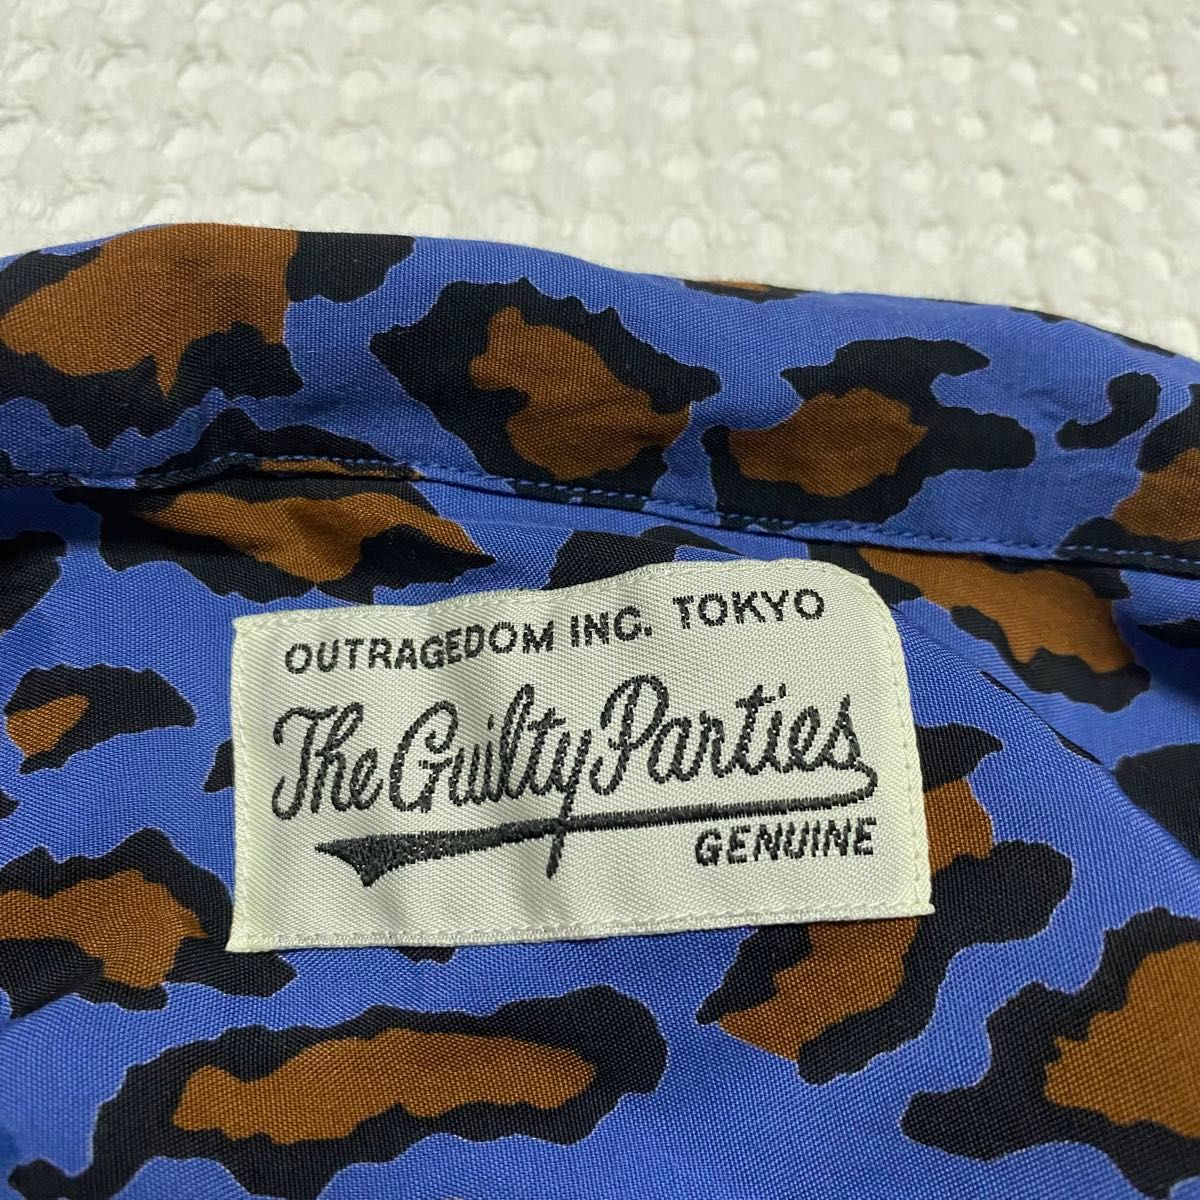 OUTRAGEDOM INC. TOKYO
The Guilty Parties
GENUINE